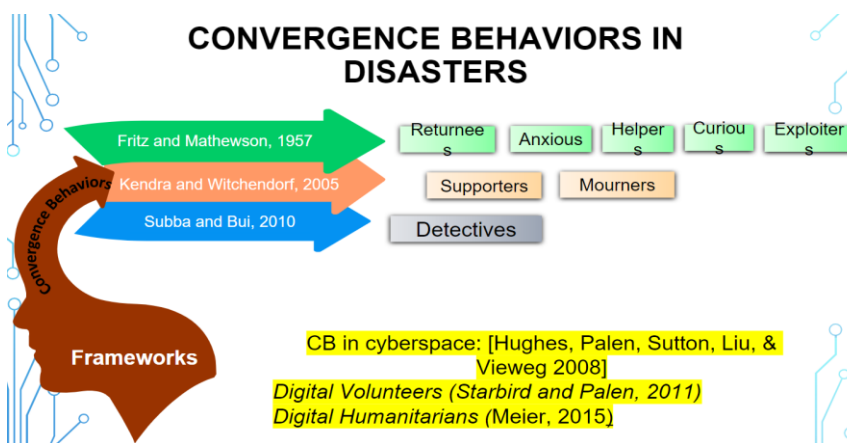 CONVERGENCE BEHAVIORS IN
DISASTERS
Fritz and Mathewson, 1957
Returnee
s
Anxious
Helper
s
Curiou
s
Exploiter
s
Kendra and Witchendorf, 2005
Supporters
Mourners
Subba and Bui, 2010
Detectives
Convergence Behaviors
Frameworks
CB in cyberspace: [Hughes, Palen, Sutton, Liu, &
Vieweg 2008]
Digital Volunteers (Starbird and Palen, 2011)
Digital Humanitarians (Meier, 2015)